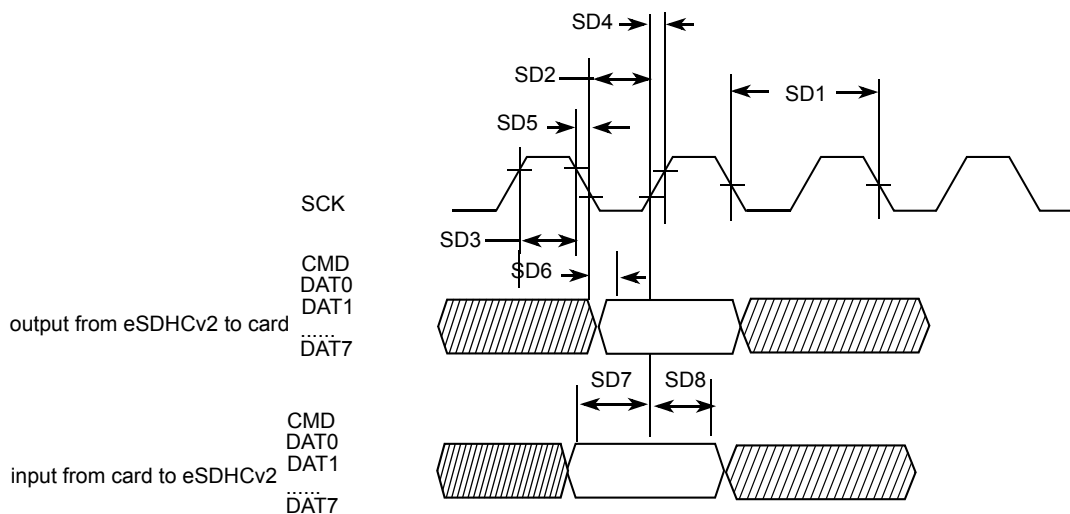 SD4
SD2
SD1
SD5
SCK
SD3
CMD
SD6
DAT0
DAT1
output from eSDHCv2 to card
......
DAT7
SD7
SD8
CMD
DAT0
DAT1
input from card to eSDHCv2
......
DAT7